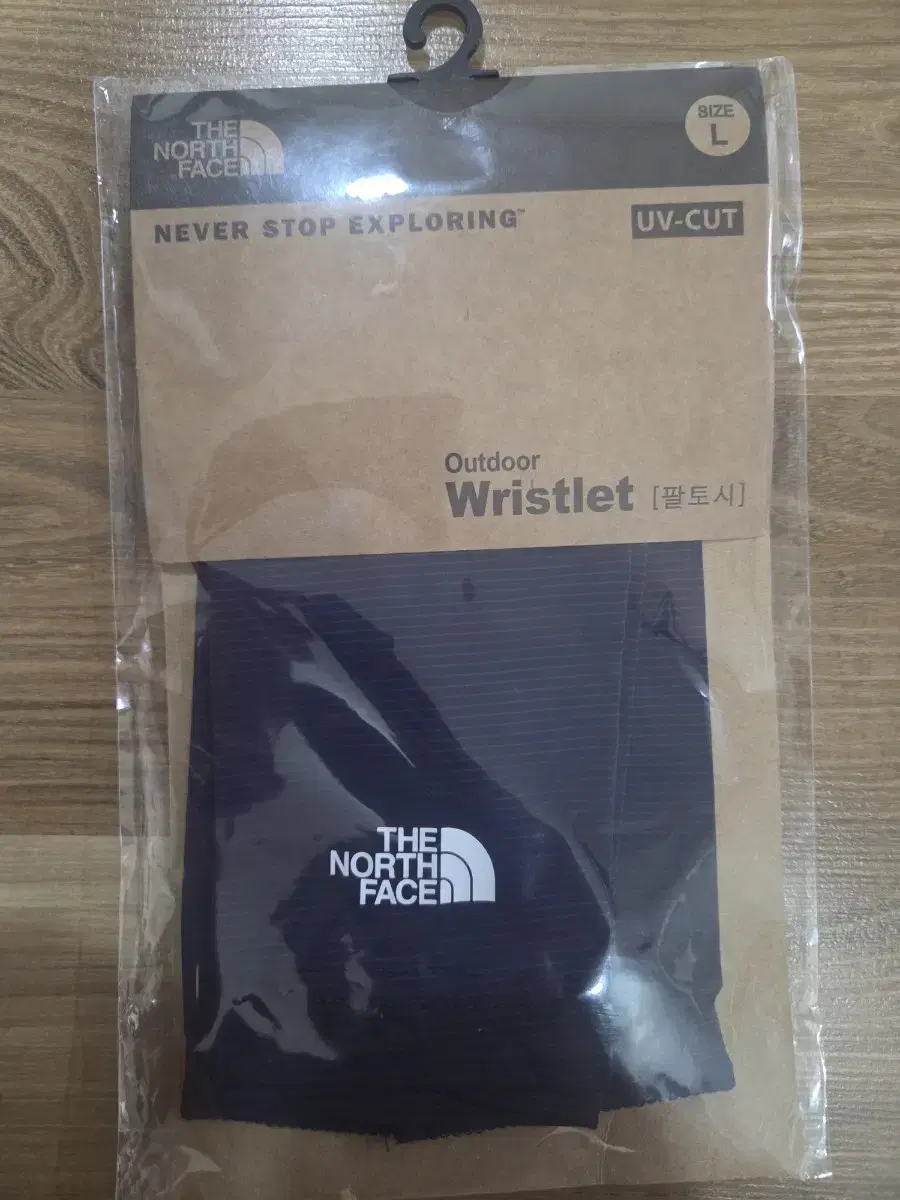 THE
NORTH
FACE
SIZE
L
NEVER STOP EXPLORING™
UV-CUT
Outdoor
Wristlet [팔토시]
THE
NORTH
FACE